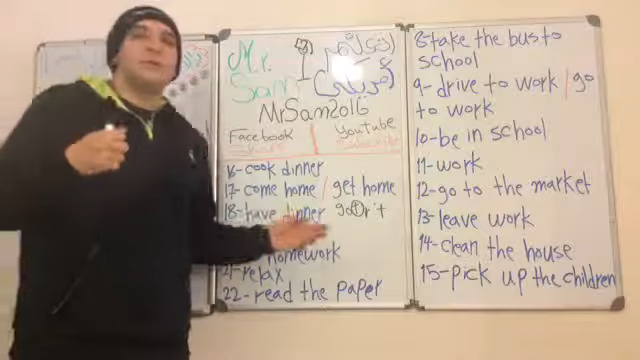 Mr.
Sam
انگلیسی
آمریکایی
MrSam2016
Facebook
YouTube
16-cook dinner
17-come home / get home
18-have dinner
homework
21-relax
22-read the paper
8-take the bus to
school
9-drive to work / go
to work
10-be in school
11-work
12-go to the market
13-leave work
14-clean the house
15-pick up the children